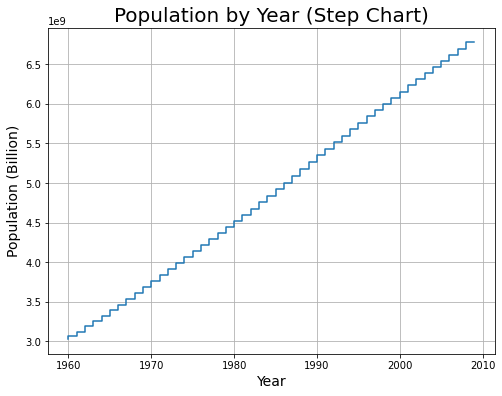 Population by Year (Step Chart)
1e9
6.5
6.0
5.5
5.0
4.5
4.0
3.5
3.0
Population (Billion)
1960 1970 1980 1990 2000 2010
Year